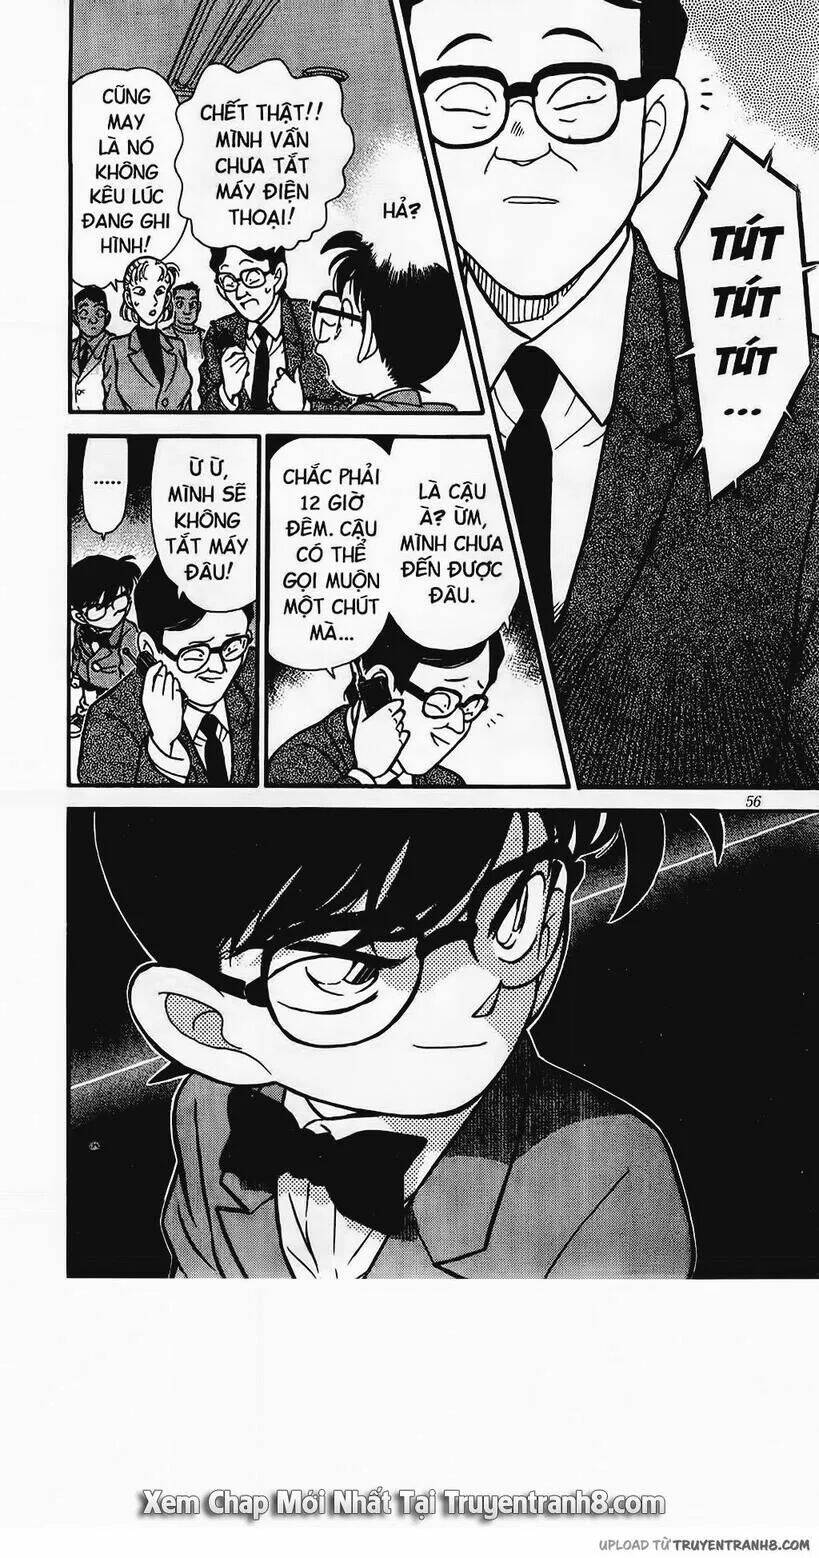 TÚT
TÚT
TÚT
...
HẢ?
CHẾT THẬT!!
MÌNH VẪN
CHƯA TẮT
MÁY ĐIỆN
THOẠI!
CŨNG
MAY
LÀ NÓ
KHÔNG
KÊU LÚC
ĐANG GHI
HÌNH!
LÀ CẬU
À? ỪM,
MÌNH CHƯA
ĐẾN ĐƯỢC
ĐÂU.
CHẮC PHẢI
12 GIỜ
ĐÊM. CẬU
CÓ THỂ
GỌI MUỘN
MỘT CHÚT
MÀ...
Ừ Ừ,
MÌNH SẼ
KHÔNG
TẮT MÁY
ĐÂU!
.....
56
Xem Chap Mới Nhất Tại Truyentranh8.com
UPLOAD TỪ TRUYENTRANH8.COM